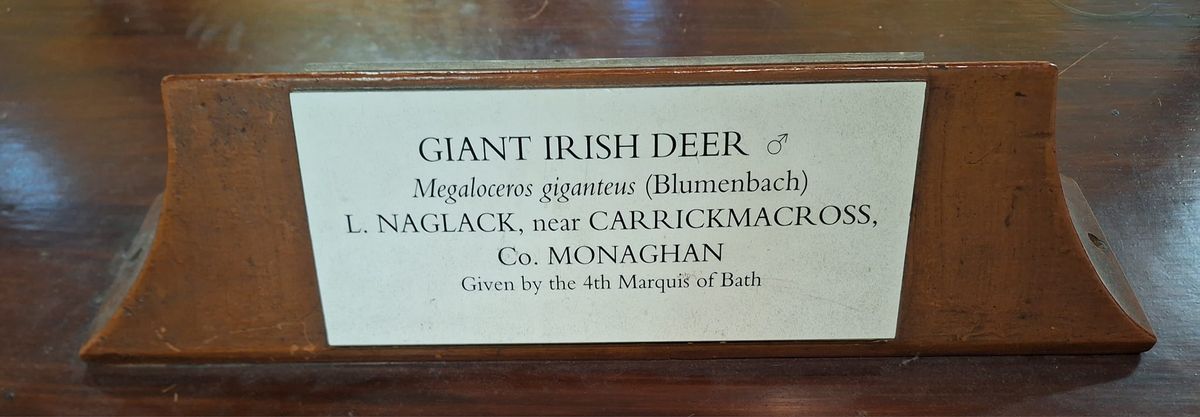 GIANT IRISH DEER ♂
Megaloceros giganteus (Blumenbach)
L. NAGLACK, near CARRICKMACROSS,
Co. MONAGHAN
Given by the 4th Marquis of Bath